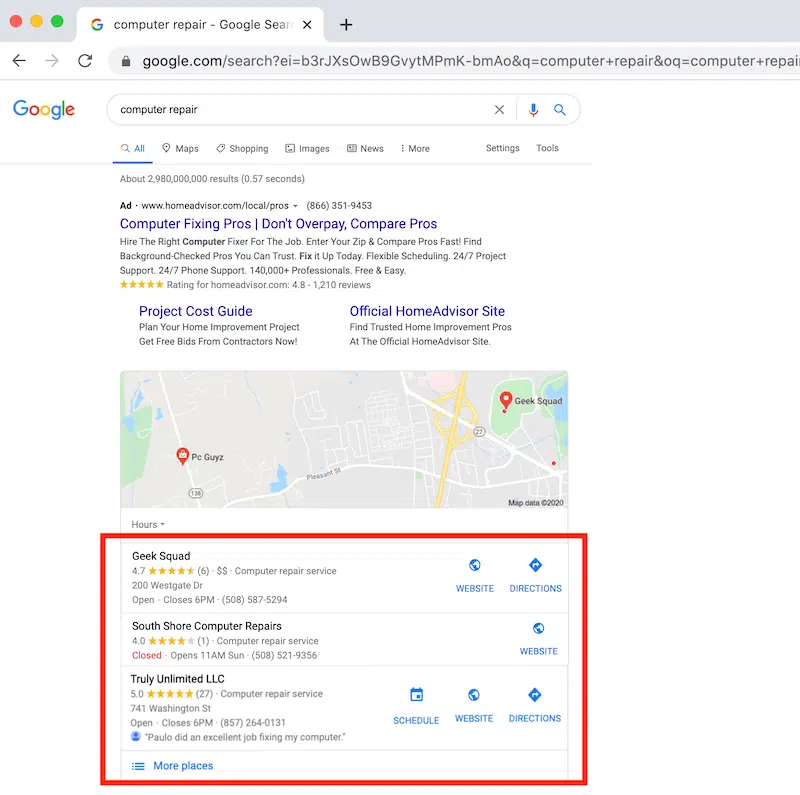 computer repair - Google Sear
google.com/search?ei=b3rJXsOwB9GvytMPmK-bmAo&q=computer+repair&oq=computer+repai
Google
computer repair
All Maps Shopping Images News More Settings Tools
About 2,980,000,000 results (0.57 seconds)
Ad · www.homeadvisor.com/local/pros (866) 351-9453
Computer Fixing Pros | Don't Overpay, Compare Pros
Hire The Right Computer Fixer For The Job. Enter Your Zip & Compare Pros Fast! Find
Background-Checked Pros You Can Trust. Fix it Up Today. Flexible Scheduling. 24/7 Project
Support. 24/7 Phone Support. 140,000+ Professionals. Free & Easy.
Rating for homeadvisor.com: 4.8 - 1,210 reviews
Project Cost Guide Official HomeAdvisor Site
Plan Your Home Improvement Project Find Trusted Home Improvement Pros
Get Free Bids From Contractors Now! At The Official HomeAdvisor Site.
Geek Squad
27
Pc Guyz
Pleasant St
138
Map data ©2020
Hours
Geek Squad
4.7 (6) · $$ · Computer repair service
200 Westgate Dr
Open · Closes 6PM · (508) 587-5294
WEBSITE DIRECTIONS
South Shore Computer Repairs
4.0 (1) · Computer repair service
Closed · Opens 11AM Sun · (508) 521-9356
WEBSITE
Truly Unlimited LLC
5.0 (27) · Computer repair service
741 Washington St
Open · Closes 6PM · (857) 264-0131
"Paulo did an excellent job fixing my computer."
SCHEDULE WEBSITE DIRECTIONS
More places